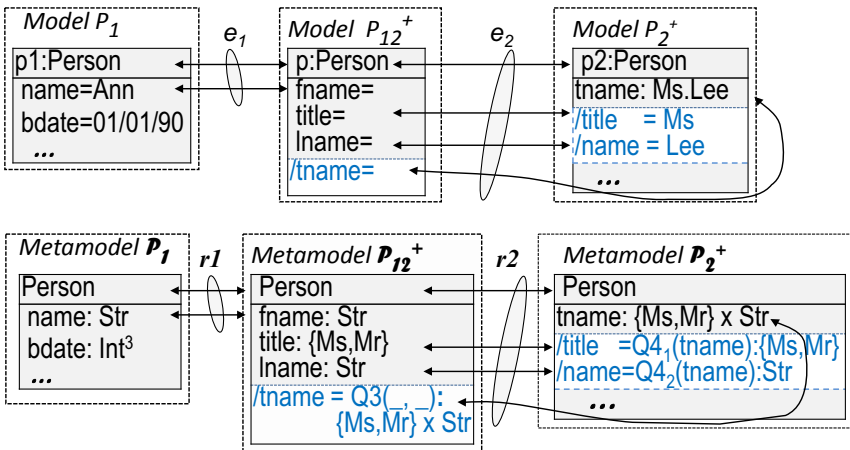 Model P1
e1
Model P12+
e2
Model P2+
p1:Person
name=Ann
bdate=01/01/90
...
p:Person
fname=
title=
lname=
/tname=
p2:Person
tname: Ms.Lee
/title = Ms
/name = Lee
...
Metamodel P1
r1
Metamodel P12+
r2
Metamodel P2+
Person
name: Str
bdate: Int3
...
Person
fname: Str
title: {Ms,Mr}
lname: Str
/tname = Q3(_, _):
{Ms,Mr} x Str
Person
tname: {Ms,Mr} x Str
/title =Q41(tname):{Ms,Mr}
/name=Q42(tname):Str
...